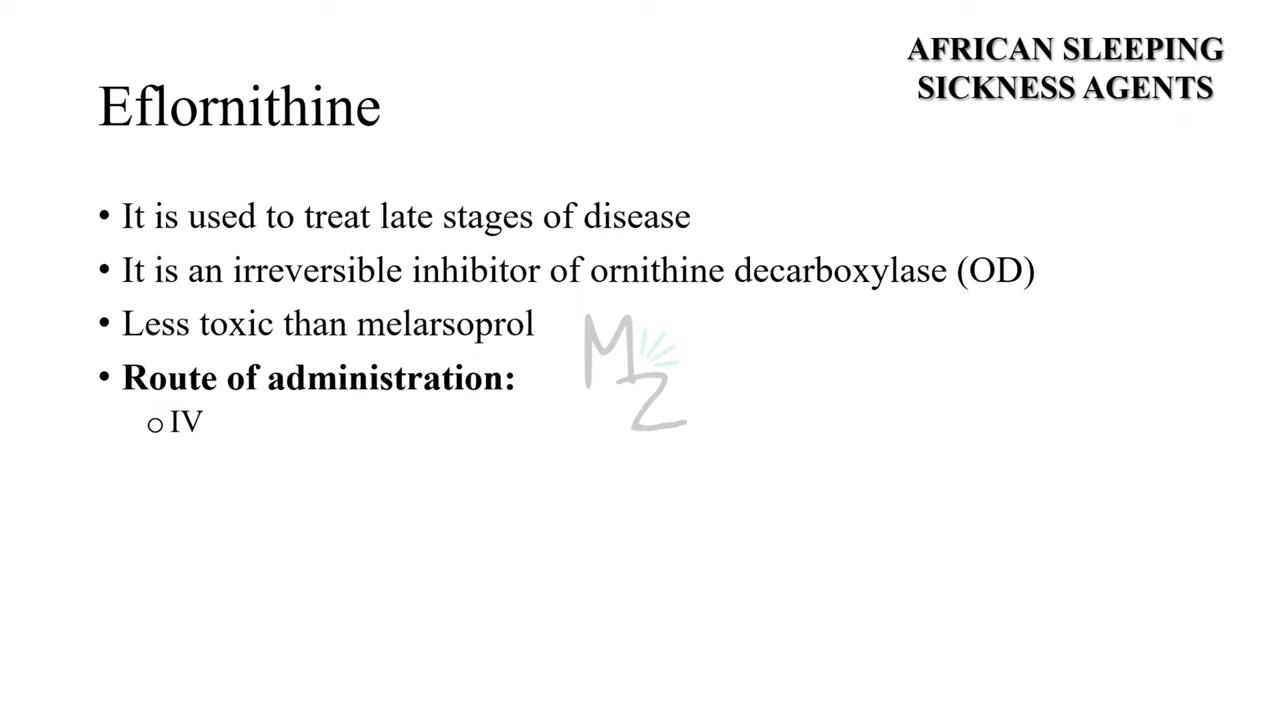 AFRICAN SLEEPING
SICKNESS AGENTS
Eflornithine
• It is used to treat late stages of disease
• It is an irreversible inhibitor of ornithine decarboxylase (OD)
• Less toxic than melarsoprol
• Route of administration:
o IV
MZ